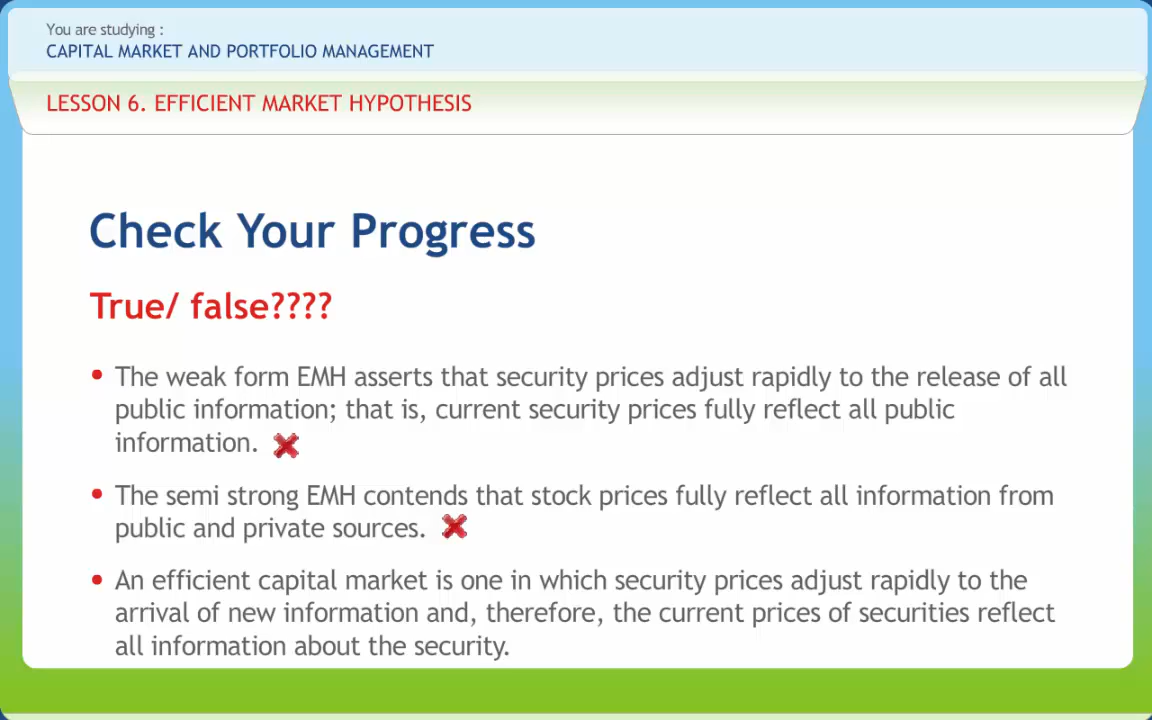 You are studying :
CAPITAL MARKET AND PORTFOLIO MANAGEMENT
LESSON 6. EFFICIENT MARKET HYPOTHESIS
Check Your Progress
True/ false????
• The weak form EMH asserts that security prices adjust rapidly to the release of all
public information; that is, current security prices fully reflect all public
information.
• The semi strong EMH contends that stock prices fully reflect all information from
public and private sources.
• An efficient capital market is one in which security prices adjust rapidly to the
arrival of new information and, therefore, the current prices of securities reflect
all information about the security.